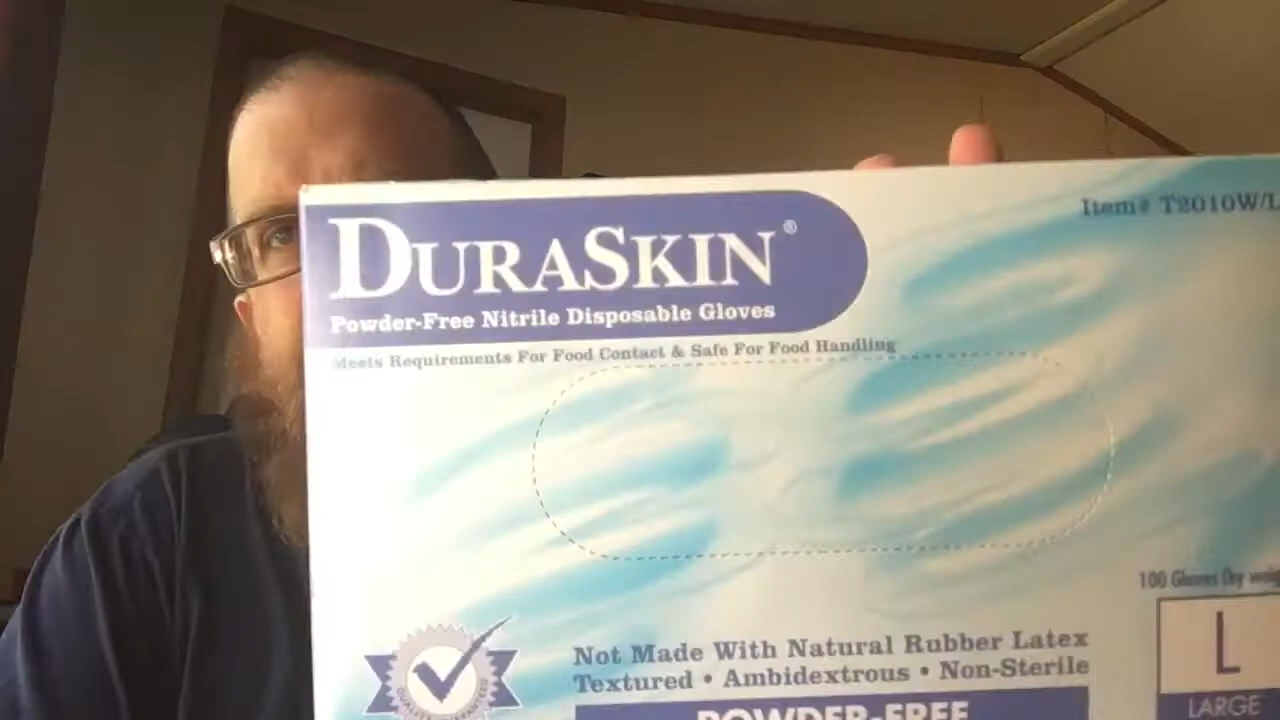 Item# T2010W/L
DURASKIN®
Powder-Free Nitrile Disposable Gloves
Meets Requirements For Food Contact & Safe For Food Handling
100 Gloves (by
L
LARGE
Not Made With Natural Rubber Latex
Textured • Ambidextrous • Non-Sterile
POWDER-FREE